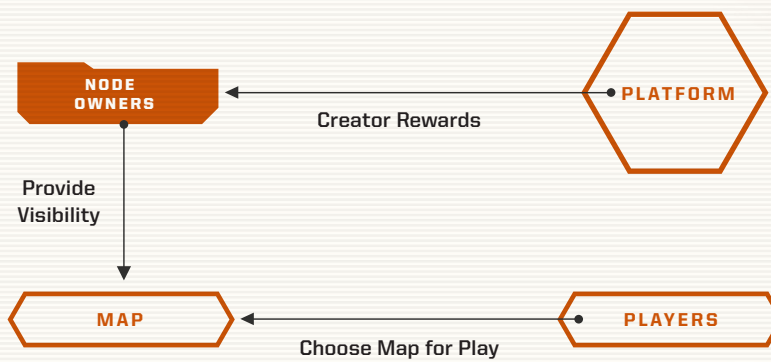 NODE
OWNERS
PLATFORM
Creator Rewards
Provide
Visibility
MAP
PLAYERS
Choose Map for Play